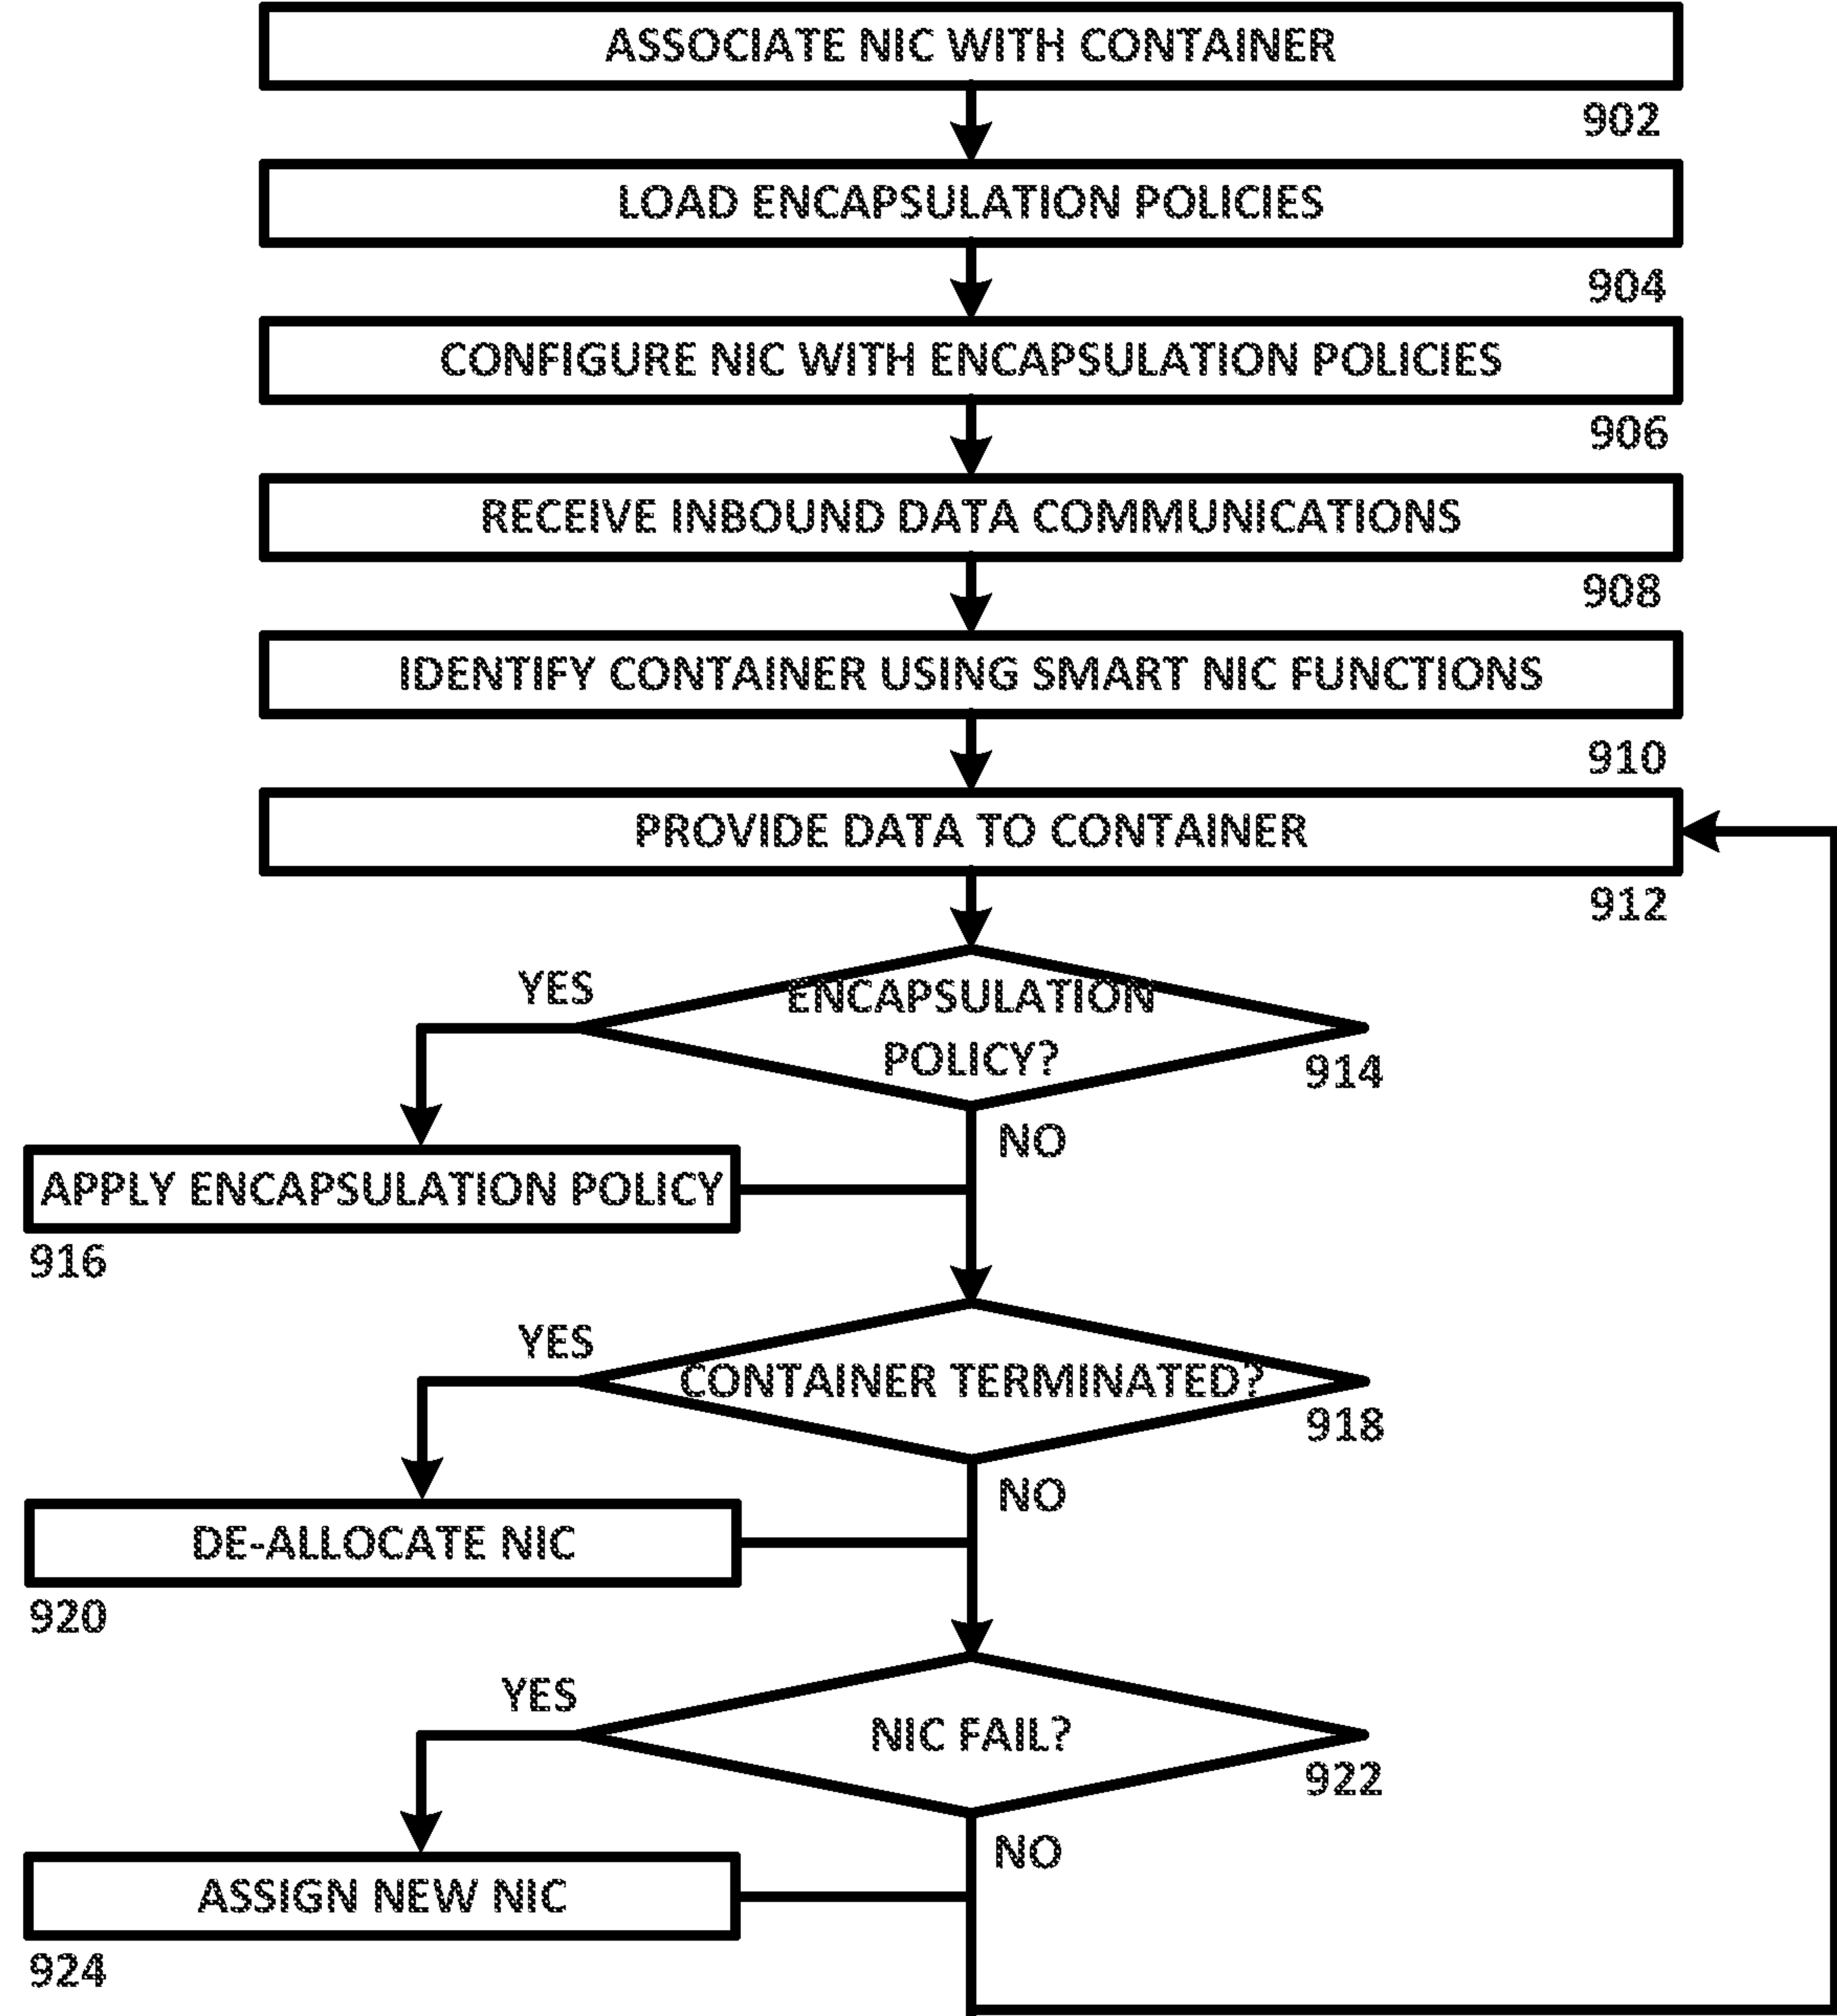 ASSOCIATE NIC WITH CONTAINER
902
LOAD ENCAPSULATION POLICIES
904
CONFIGURE NIC WITH ENCAPSULATION POLICIES
906
RECEIVE INBOUND DATA COMMUNICATIONS
908
IDENTIFY CONTAINER USING SMART NIC FUNCTIONS
910
PROVIDE DATA TO CONTAINER
912
YES
ENCAPSULATION
POLICY?
914
NO
APPLY ENCAPSULATION POLICY
916
YES
CONTAINER TERMINATED?
918
NO
DE-ALLOCATE NIC
920
YES
NIC FAIL?
922
NO
ASSIGN NEW NIC
924